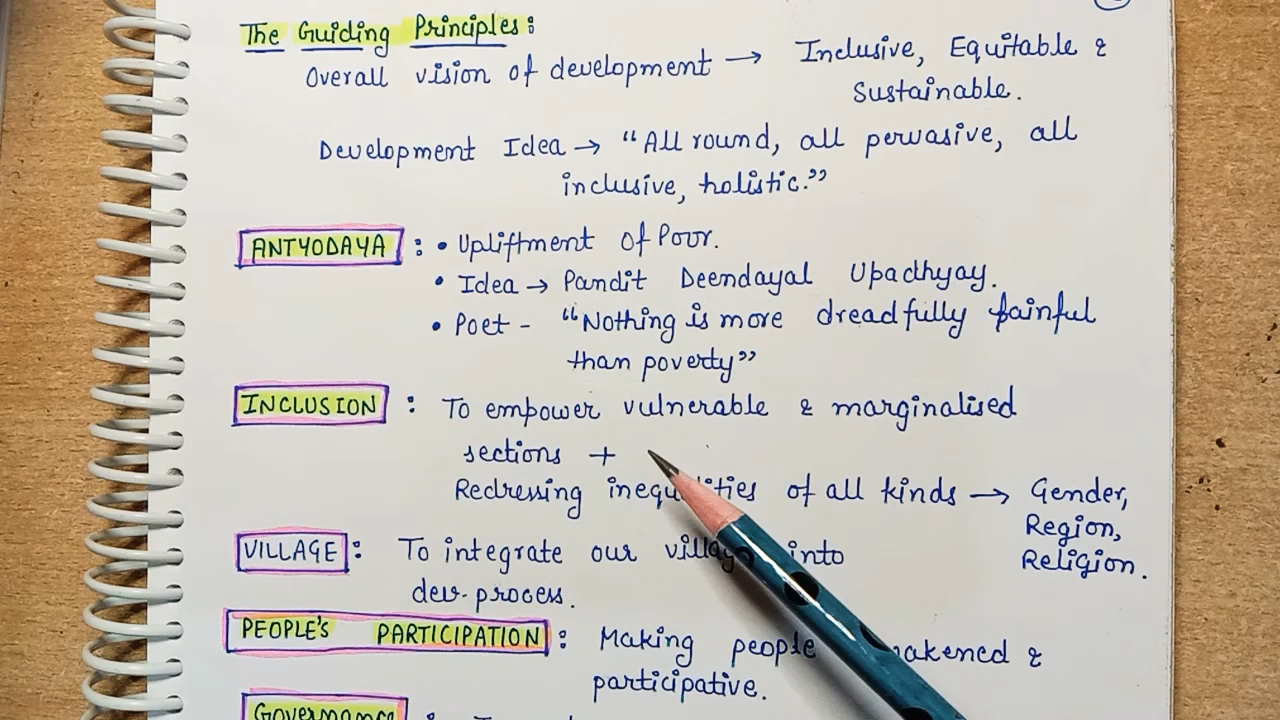 The Guiding Principles:
Overall vision of development → Inclusive, Equitable &
Sustainable.
Development Idea → "All round, all pervasive, all
inclusive, holistic."
ANTYODAYA : • Upliftment of Poor.
• Idea → Pandit Deendayal Upadhyay.
• Poet - "Nothing is more dreadfully painful
than poverty"
INCLUSION : To empower vulnerable & marginalised
sections +
Redressing inequalities of all kinds → Gender,
Region,
Religion.
VILLAGE : To integrate our village into
dev. process.
PEOPLE'S PARTICIPATION : Making people &
participative.
Governance :